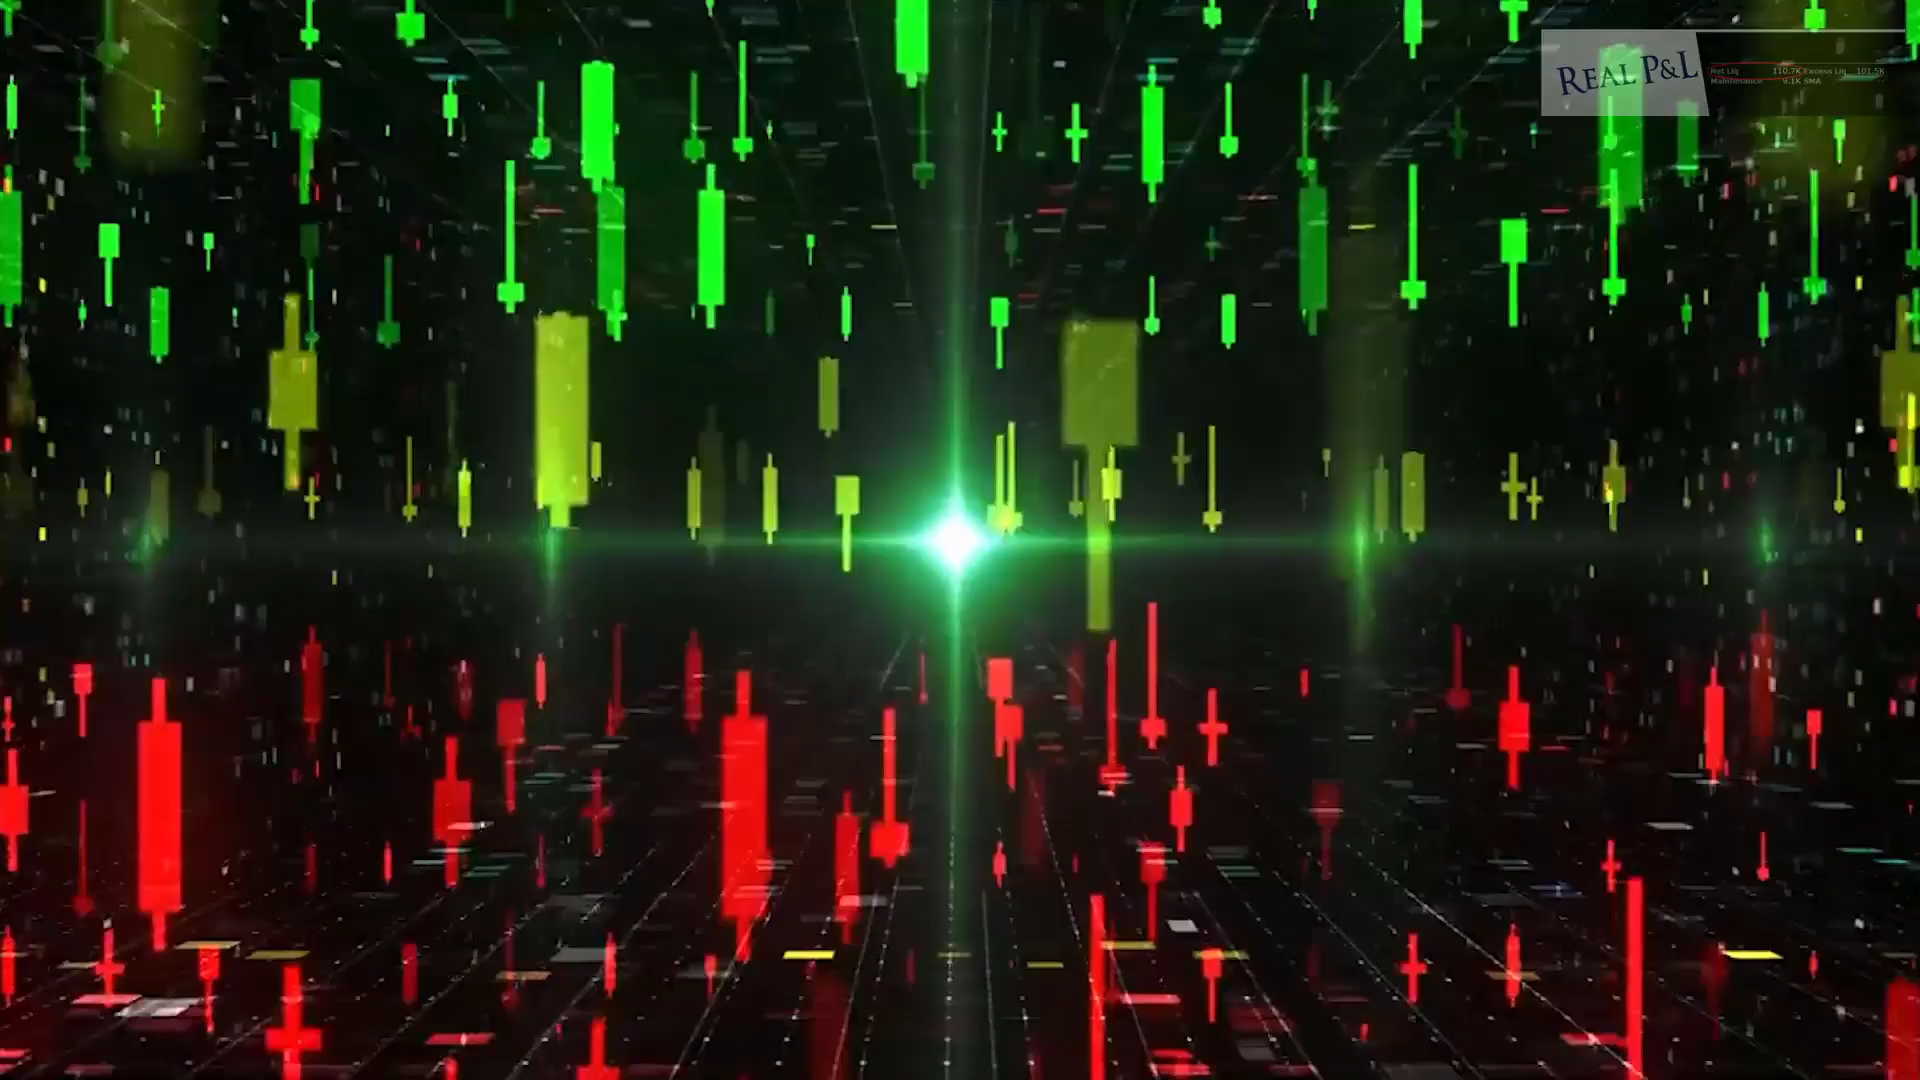 REAL P&L
Net Liq 110.7K Excess Liq 101.5K
Maintenance 9.1K SMA